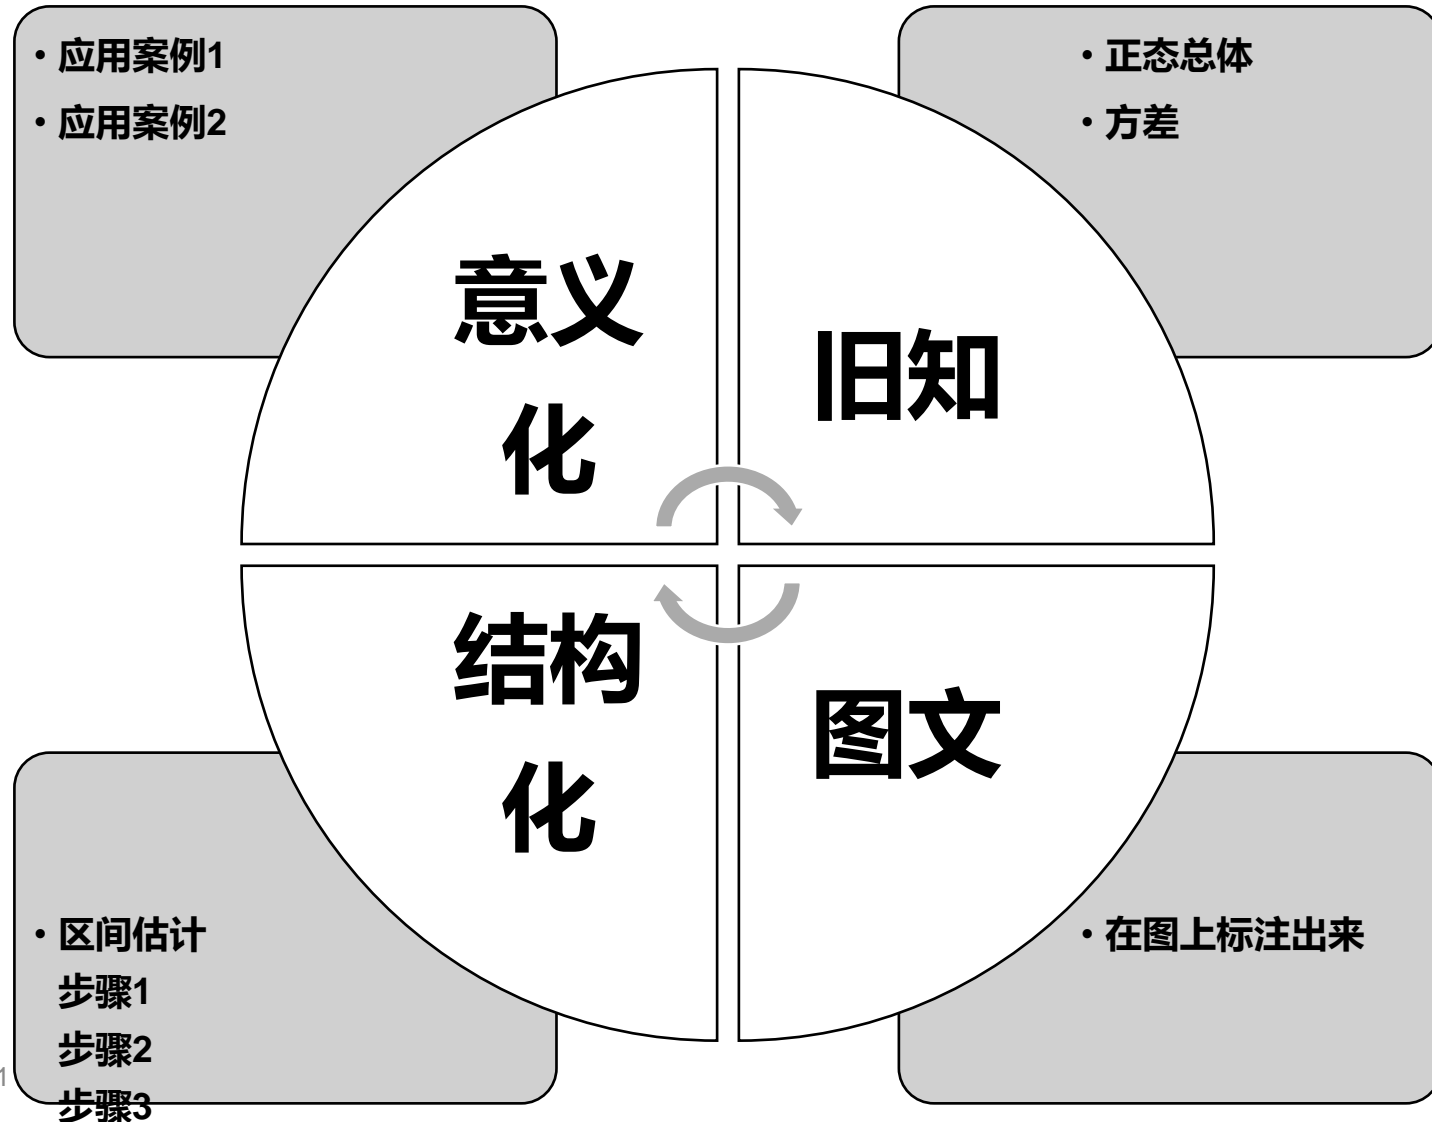 · 应用案例1
· 应用案例2
· 正态总体
· 方差
意义
化
旧知
结构
化
图文
· 区间估计
步骤1
步骤2
步骤3
· 在图上标注出来
1